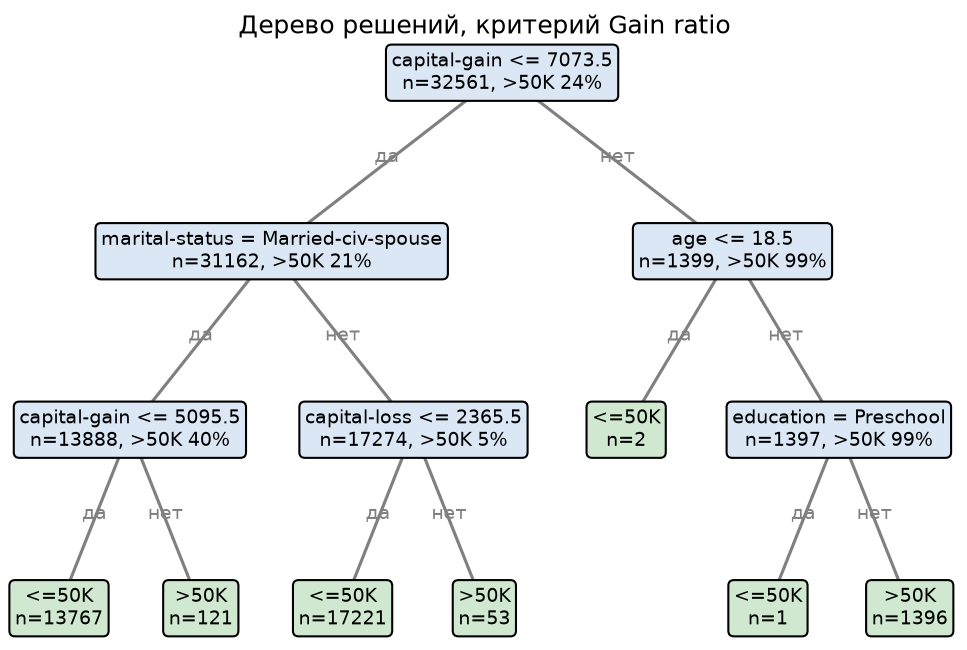 Дерево решений, критерий Gain ratio
capital-gain <= 7073.5
n=32561, >50K 24%
да
нет
marital-status = Married-civ-spouse
n=31162, >50K 21%
age <= 18.5
n=1399, >50K 99%
да
нет
да
нет
capital-gain <= 5095.5
n=13888, >50K 40%
capital-loss <= 2365.5
n=17274, >50K 5%
<=50K
n=2
education = Preschool
n=1397, >50K 99%
да
нет
да
нет
да
нет
<=50K
n=13767
>50K
n=121
<=50K
n=17221
>50K
n=53
<=50K
n=1
>50K
n=1396